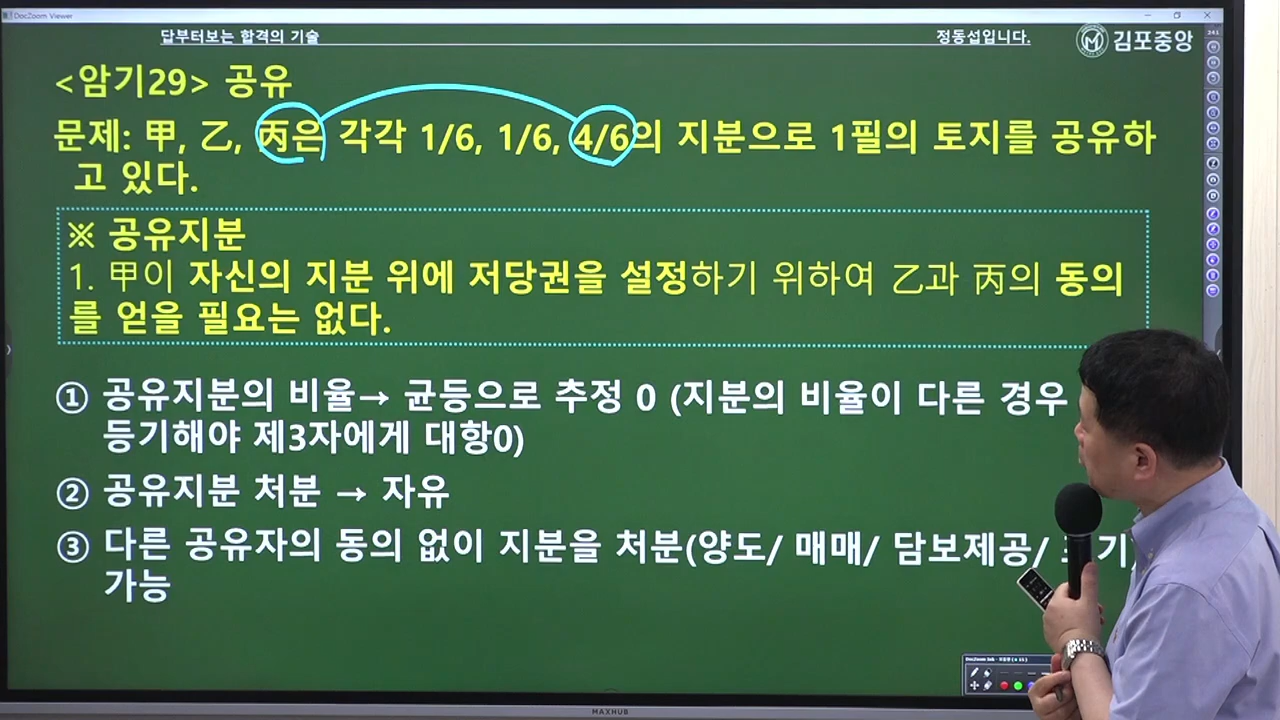 DocZoom Viewer
답부터보는 합격의 기술
정동섭입니다.
김포중앙
<암기29> 공유
문제: 甲, 乙, 丙은 각각 1/6, 1/6, 4/6의 지분으로 1필의 토지를 공유하
고 있다.
※ 공유지분
1. 甲이 자신의 지분 위에 저당권을 설정하기 위하여 乙과 丙의 동의
를 얻을 필요는 없다.
① 공유지분의 비율→ 균등으로 추정 0 (지분의 비율이 다른 경우
등기해야 제3자에게 대항0)
② 공유지분 처분 → 자유
③ 다른 공유자의 동의 없이 지분을 처분(양도/ 매매/ 담보제공/
가능
MAXHUB